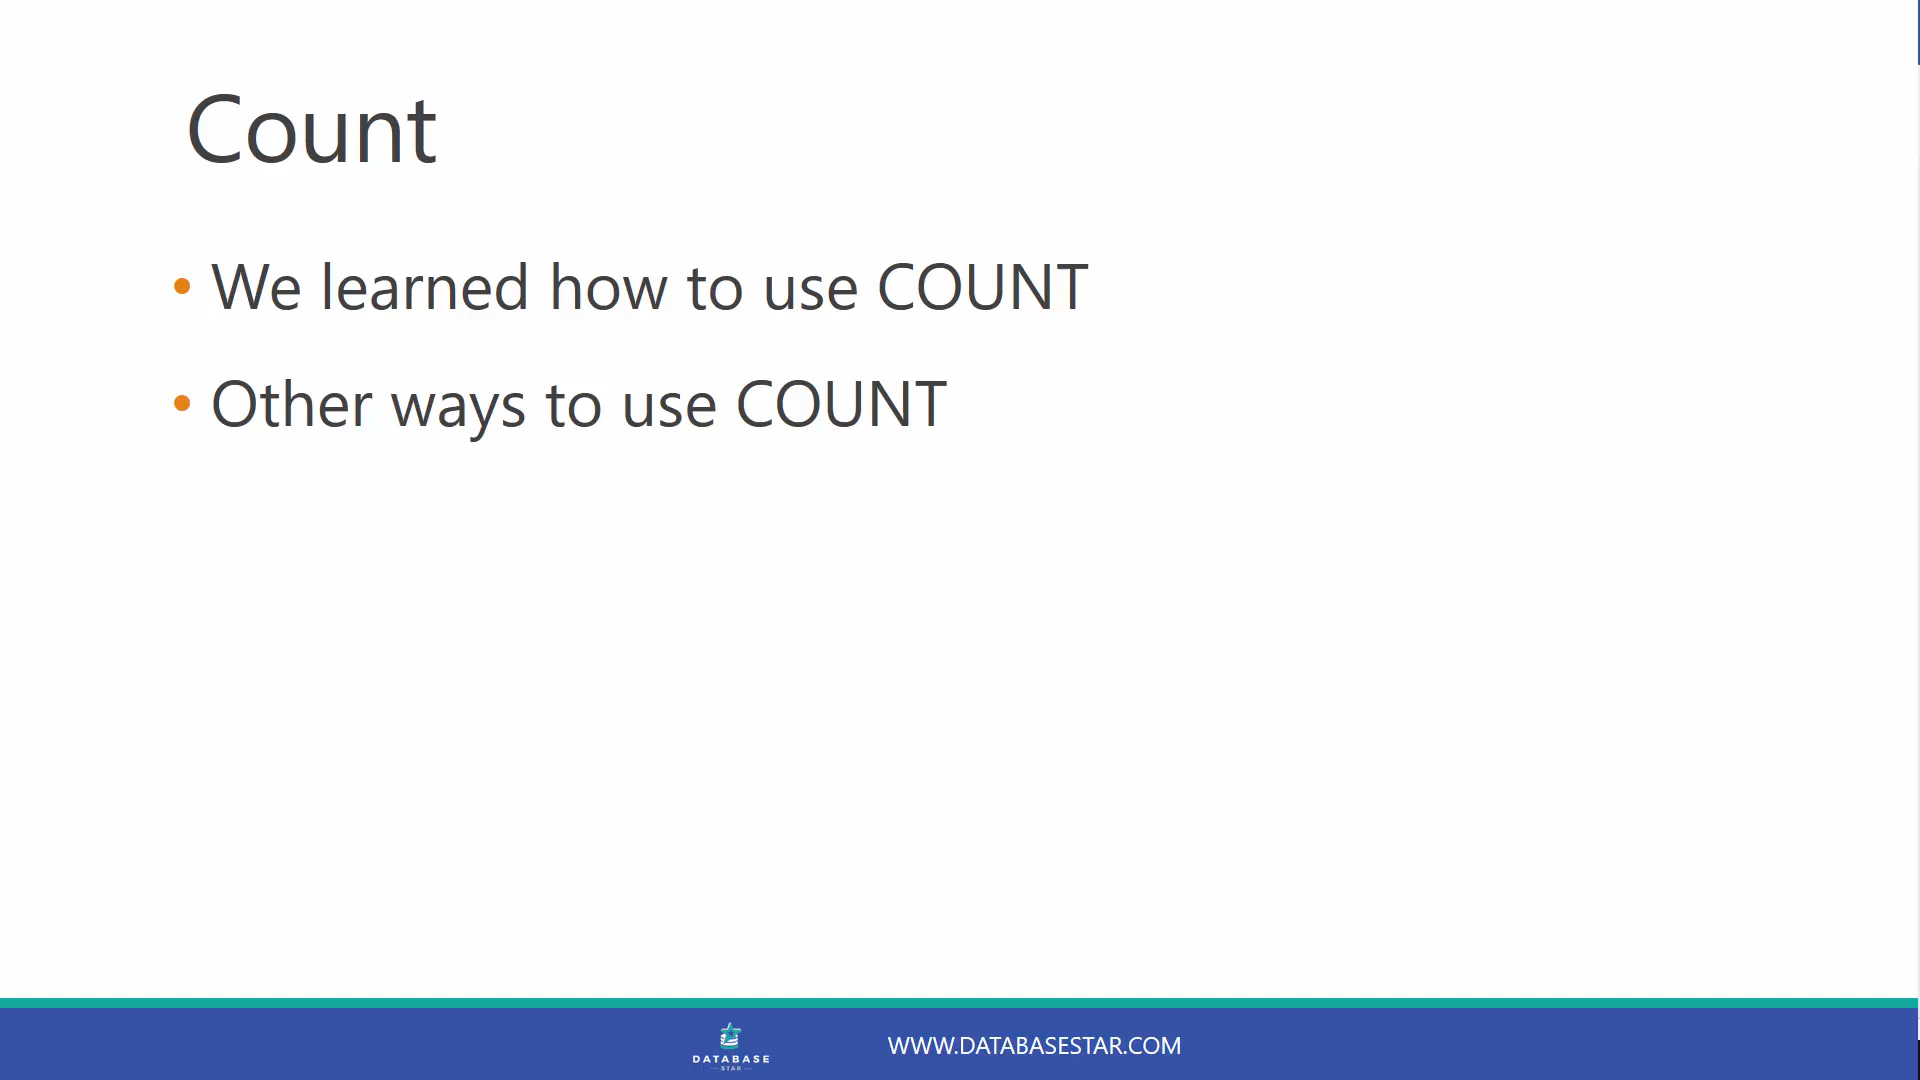 Count
• We learned how to use COUNT
• Other ways to use COUNT
DATABASE
STAR
WWW.DATABASESTAR.COM